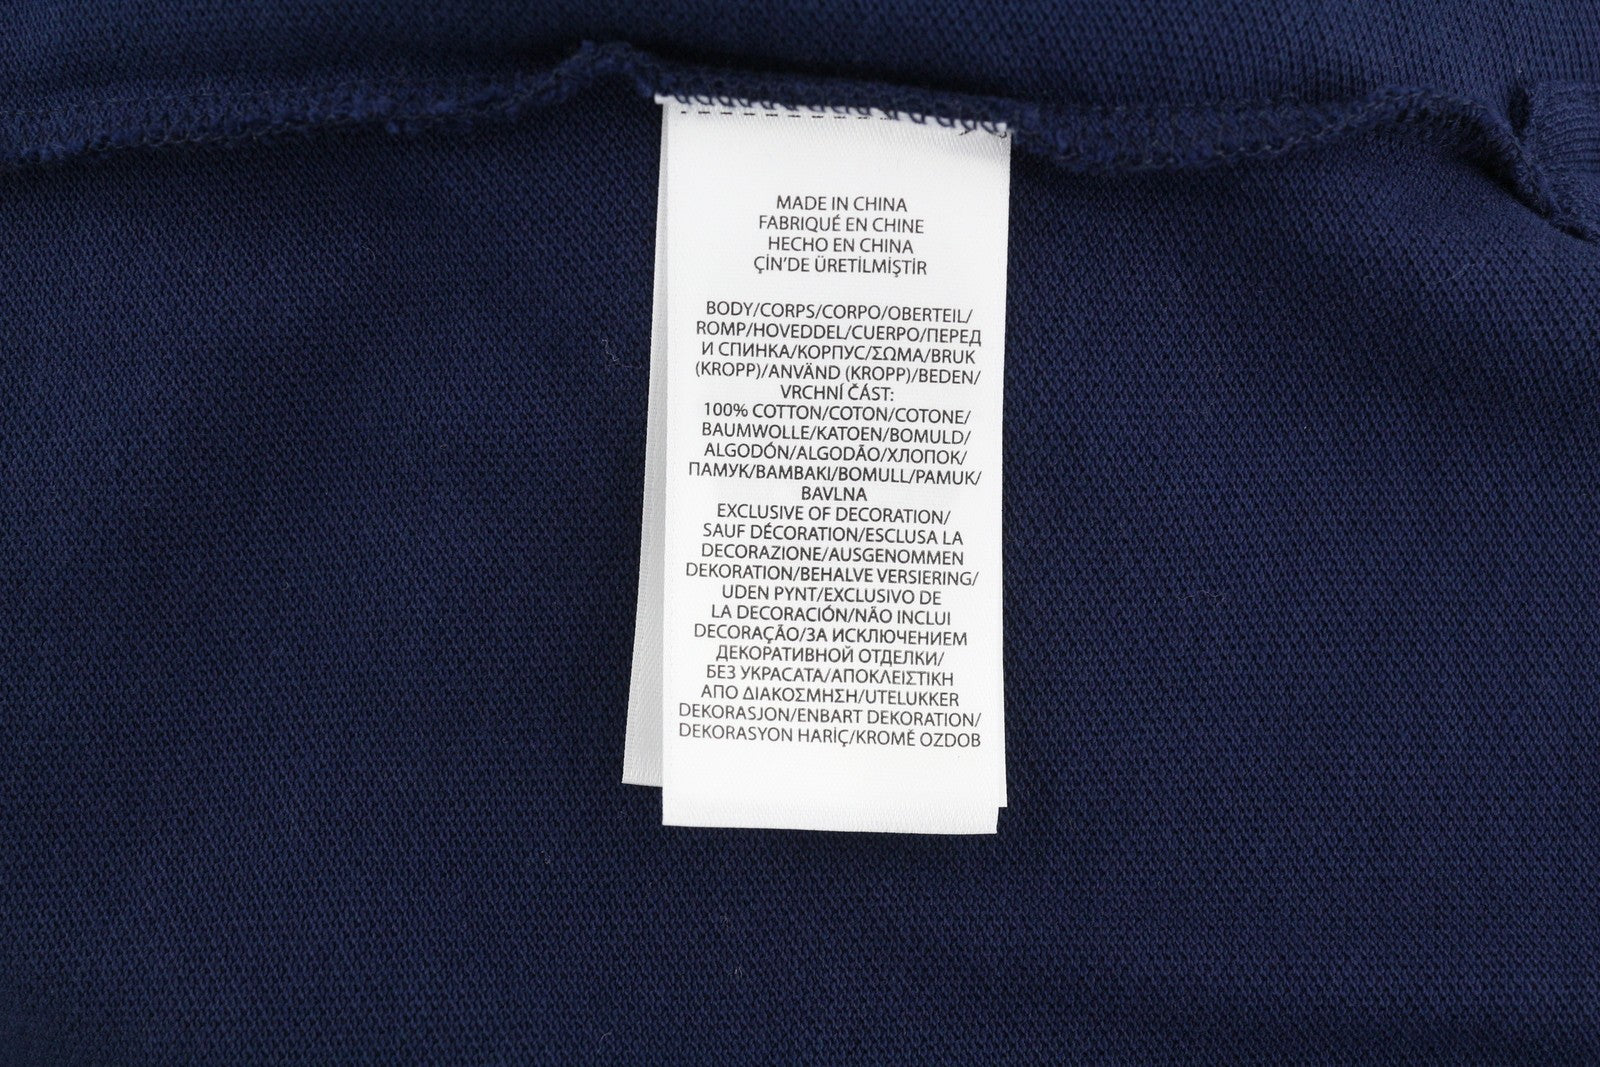 MADE IN CHINA
FABRIQUÉ EN CHINE
HECHO EN CHINA
ÇİN'DE ÜRETİLMİŞTİR
BODY/CORPS/CORPO/OBERTEIL/
ROMP/HOVEDDEL/CUERPO/ПЕРЕД
И СПИНКА/КОРПУС/ΣΩΜΑ/BRUK
(KROPP)/ANVÄND (KROPP)/BEDEN/
VRCHNÍ ČÁST:
100% COTTON/COTON/COTONE/
BAUMWOLLE/KATOEN/BOMULD/
ALGODÓN/ALGODÃO/ХЛОПОК/
ПАМУК/ΒΑΜΒΑΚΙ/BOMULL/PAMUK/
BAVLNA
EXCLUSIVE OF DECORATION/
SAUF DÉCORATION/ESCLUSA LA
DECORAZIONE/AUSGENOMMEN
DEKORATION/BEHALVE VERSIERING/
UDEN PYNT/EXCLUSIVO DE
LA DECORACIÓN/NÃO INCLUI
DECORAÇÃO/ЗА ИСКЛЮЧЕНИЕМ
ДЕКОРАТИВНОЙ ОТДЕЛКИ/
БЕЗ УКРАСАТА/ΑΠΟΚΛΕΙΣΤΙΚΗ
ΑΠΟ ΔΙΑΚΟΣΜΗΣΗ/UTELUKKER
DEKORASJON/ENBART DEKORATION/
DEKORASYON HARİÇ/KROMĚ OZDOB